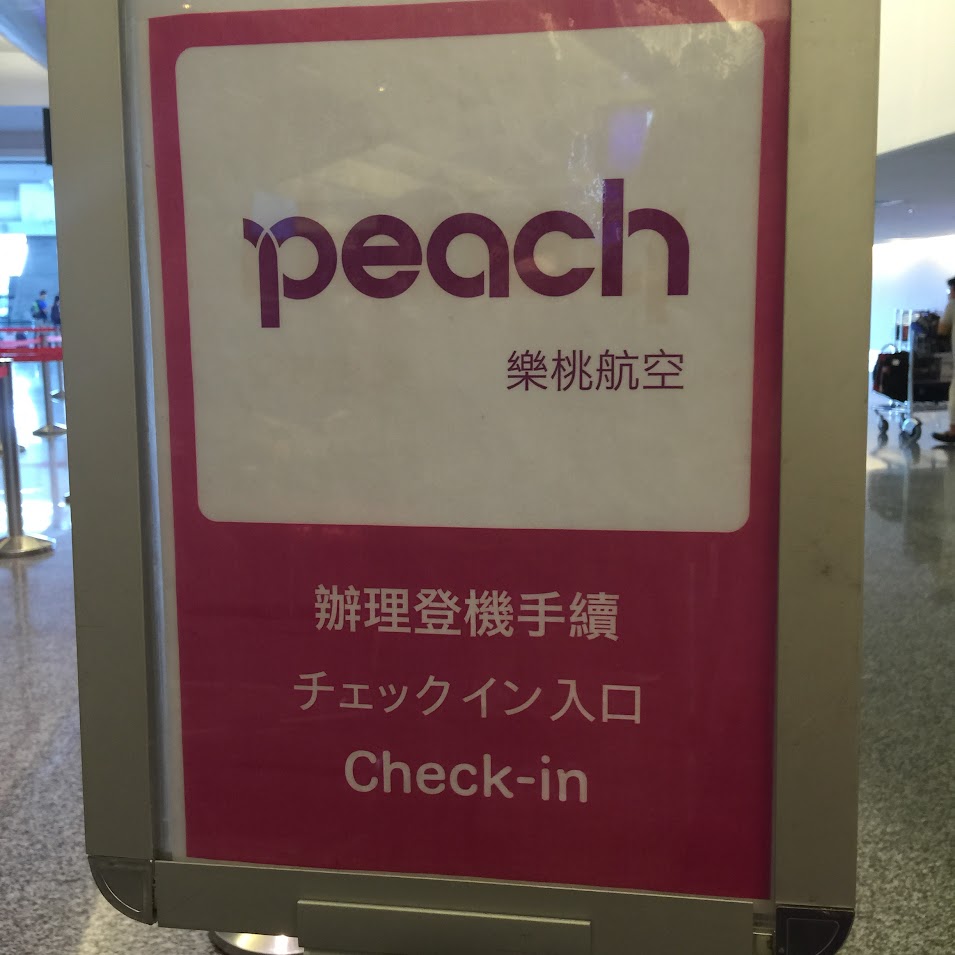 peach
樂桃航空
辦理登機手續
チェックイン入口
Check-in